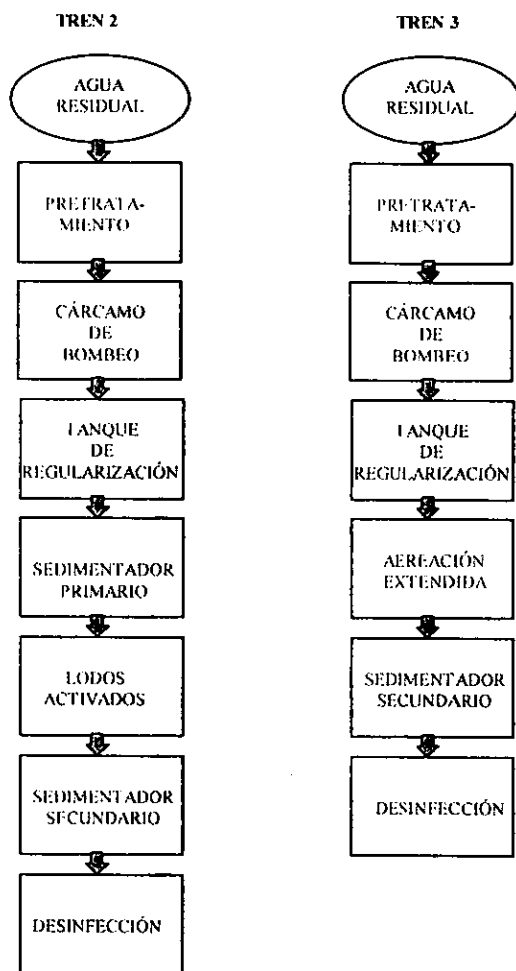 TREN 2
AGUA
RESIDUAL
PRETRATA-
MIENTO
CÁRCAMO
DE
BOMBEO
TANQUE
DE
REGULARIZACIÓN
SEDIMENTADOR
PRIMARIO
LODOS
ACTIVADOS
SEDIMENTADOR
SECUNDARIO
DESINFECCIÓN
TREN 3
AGUA
RESIDUAL
PRETRATA-
MIENTO
CÁRCAMO
DE
BOMBEO
TANQUE
DE
REGULARIZACIÓN
AEREACIÓN
EXTENDIDA
SEDIMENTADOR
SECUNDARIO
DESINFECCIÓN